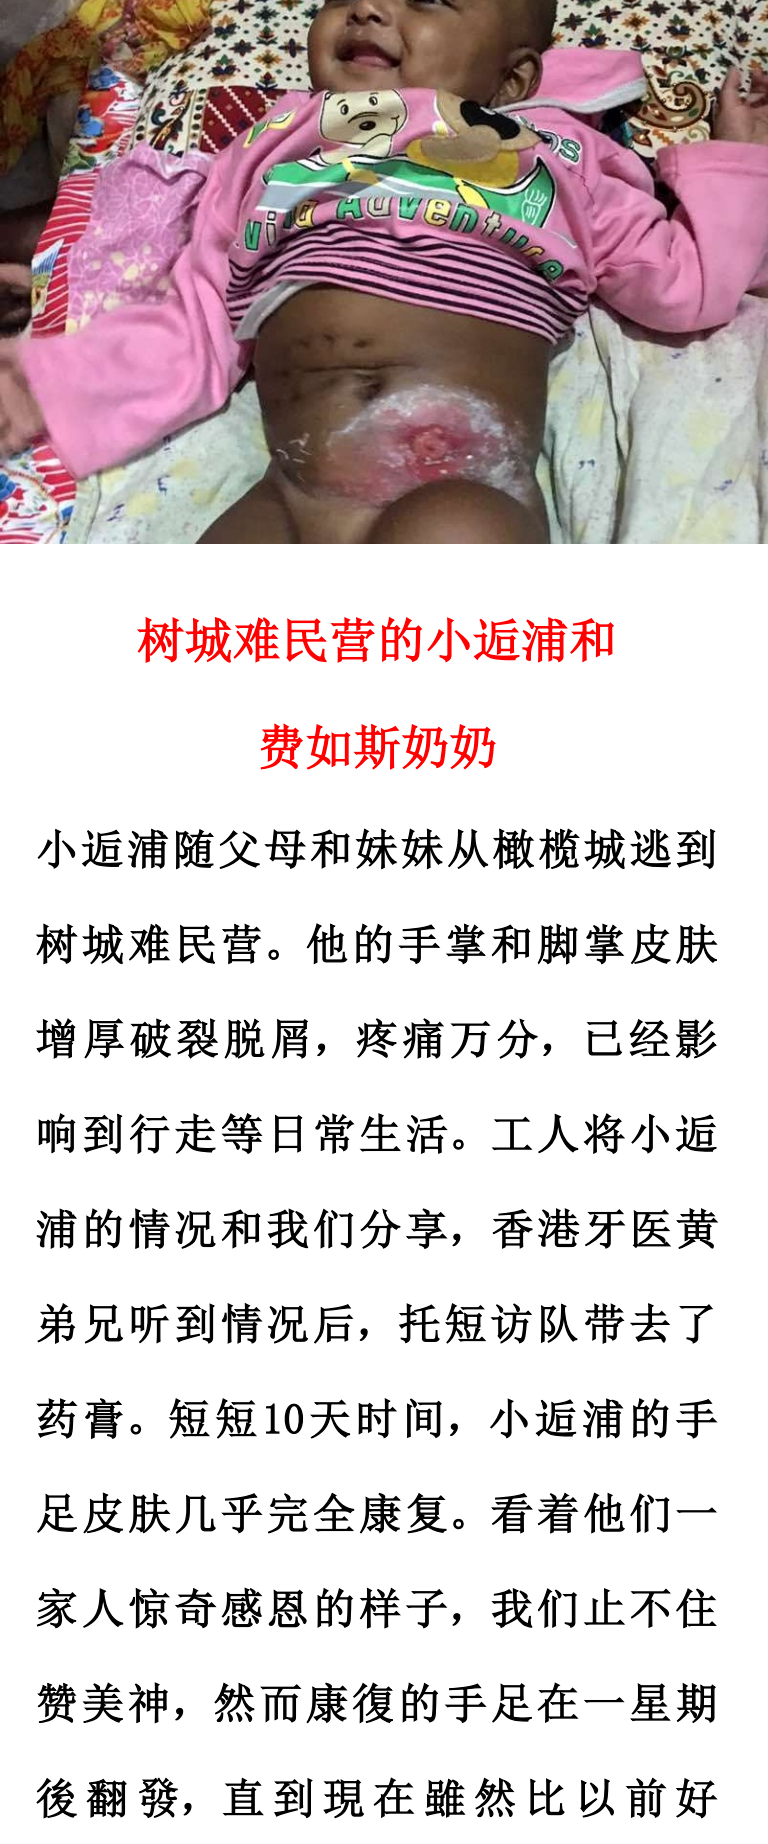 Wild Adventure
树城难民营的小逅浦和
费如斯奶奶
小逅浦随父母和妹妹从橄榄城逃到
树城难民营。他的手掌和脚掌皮肤
增厚破裂脱屑，疼痛万分，已经影
响到行走等日常生活。工人将小逅
浦的情况和我们分享，香港牙医黄
弟兄听到情况后，托短访队带去了
药膏。短短10天时间，小逅浦的手
足皮肤几乎完全康复。看着他们一
家人惊奇感恩的样子，我们止不住
赞美神，然而康復的手足在一星期
後翻發，直到現在雖然比以前好